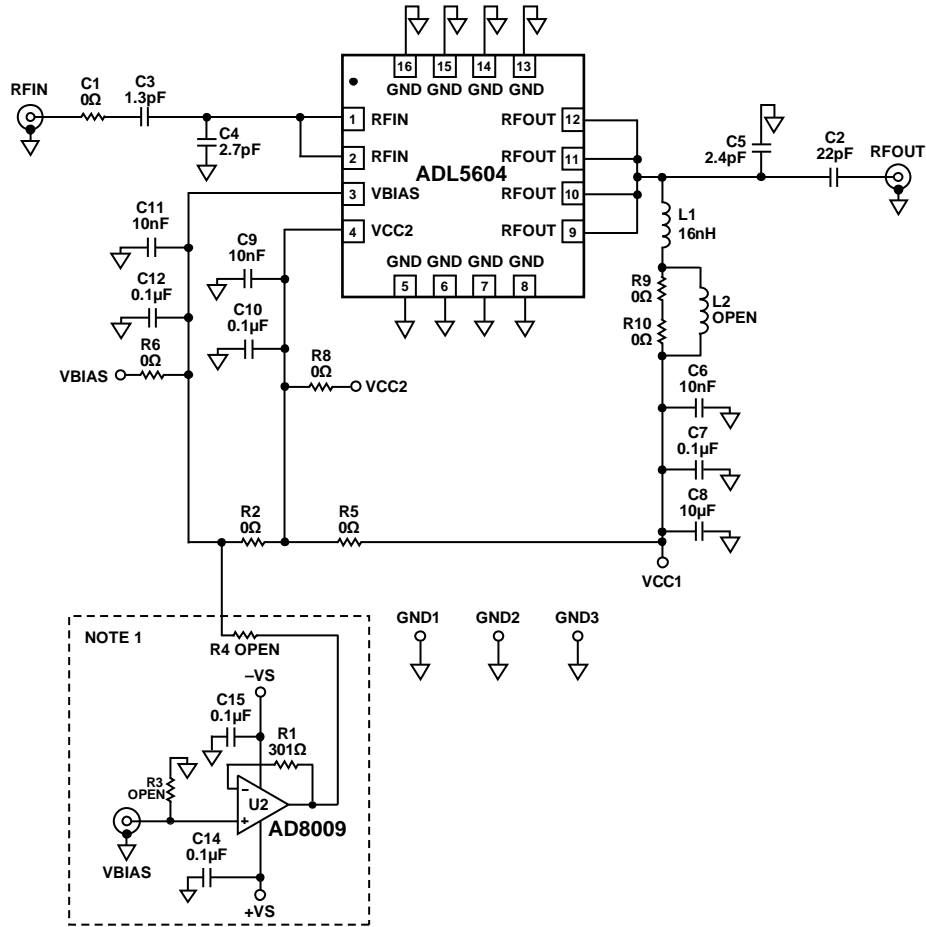 16
15
14
13
GND
GND
GND
GND
RFIN
C1
0Ω
C3
1.3pF
C4
2.7pF
1
RFIN
2
RFIN
3
VBIAS
4
VCC2
ADL5604
RFOUT
12
RFOUT
11
RFOUT
10
RFOUT
9
GND
GND
GND
GND
5
6
7
8
C5
2.4pF
C2
22pF
RFOUT
L1
16nH
R9
0Ω
R10
0Ω
L2
OPEN
C11
10nF
C12
0.1µF
C9
10nF
C10
0.1µF
R6
0Ω
VBIAS
R8
0Ω
VCC2
C6
10nF
C7
0.1µF
C8
10µF
R2
0Ω
R5
0Ω
VCC1
GND1
GND2
GND3
NOTE 1
R4 OPEN
–VS
C15
0.1µF
R1
301Ω
R3
OPEN
–
+
U2
AD8009
VBIAS
C14
0.1µF
+VS